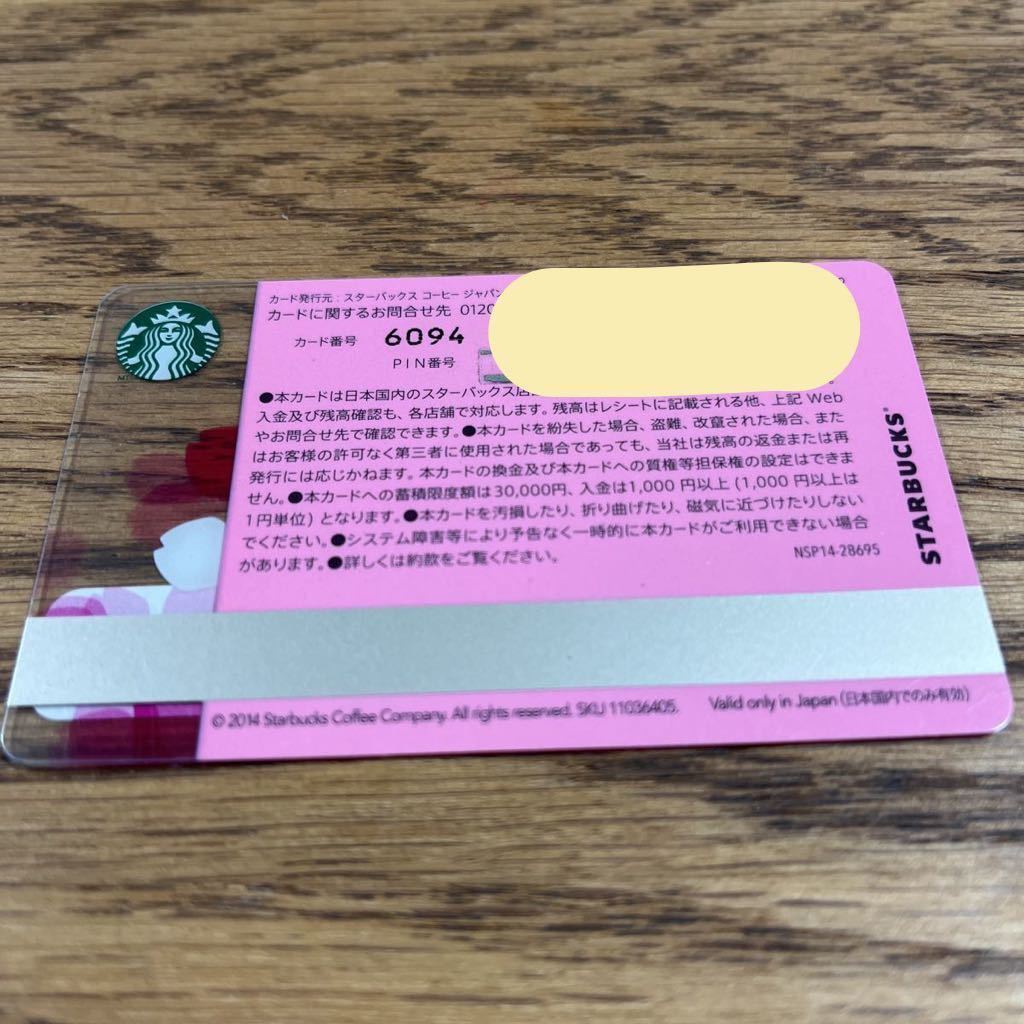 カード発行元：スターバックス コーヒー ジャパン
カードに関するお問合せ先 0120
カード番号 6094
PIN番号
●本カードは日本国内のスターバックス店
入金及び残高確認も、各店舗で対応します。残高はレシートに記載される他、上記 Web
やお問合せ先で確認できます。●本カードを紛失した場合、盗難、改竄された場合、また
はお客様の許可なく第三者に使用された場合であっても、当社は残高の返金または再
発行には応じかねます。本カードの換金及び本カードへの質権等担保権の設定はできま
せん。●本カードへの蓄積限度額は30,000円、入金は1,000 円以上 (1,000 円以上は
1円単位) となります。●本カードを汚損したり、折り曲げたり、磁気に近づけたりしない
でください。●システム障害等により予告なく一時的に本カードがご利用できない場合
があります。●詳しくは約款をご覧ください。
NSP14-28695
STARBUCKS®
© 2014 Starbucks Coffee Company. All rights reserved. SKU 11036405.
Valid only in Japan (日本国内でのみ有効)